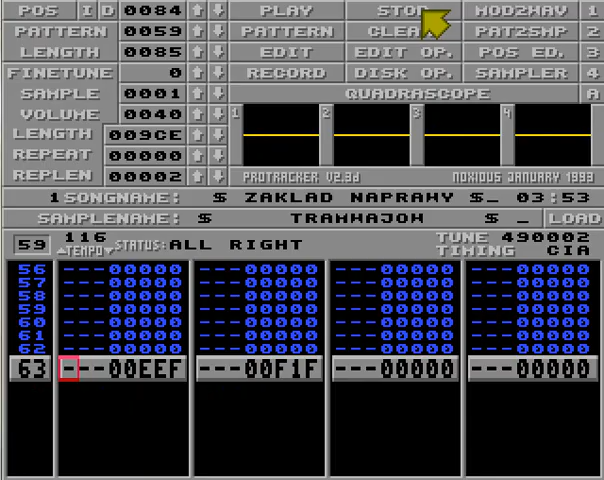 POS I D 0084 PLAY STOP MOD2WAV 1
PATTERN 0059 PATTERN CLEA PAT2SMP 2
LENGTH 0085 EDIT EDIT OP. POS ED. 3
FINETUNE 0 RECORD DISK OP. SAMPLER 4
SAMPLE 0001 QUADRASCOPE A
VOLUME 0040 1 2 3 4
LENGTH 009CE
REPEAT 00000
REPLEN 00002 PROTRACKER V2.3d NOXIOUS JANUARY 1993
1 SONGNAME: $ ZAKLAD NAPRAWY $_ 03:53
SAMPLENAME: $ TRAMWAJOW $ _ LOAD
59 116 TEMPO STATUS: ALL RIGHT TUNE 490002
TIMING CIA
56 ---00000 ---00000 ---00000 ---00000
57 ---00000 ---00000 ---00000 ---00000
58 ---00000 ---00000 ---00000 ---00000
59 ---00000 ---00000 ---00000 ---00000
60 ---00000 ---00000 ---00000 ---00000
61 ---00000 ---00000 ---00000 ---00000
62 ---00000 ---00000 ---00000 ---00000
63 ---00EEF ---00F1F ---00000 ---00000